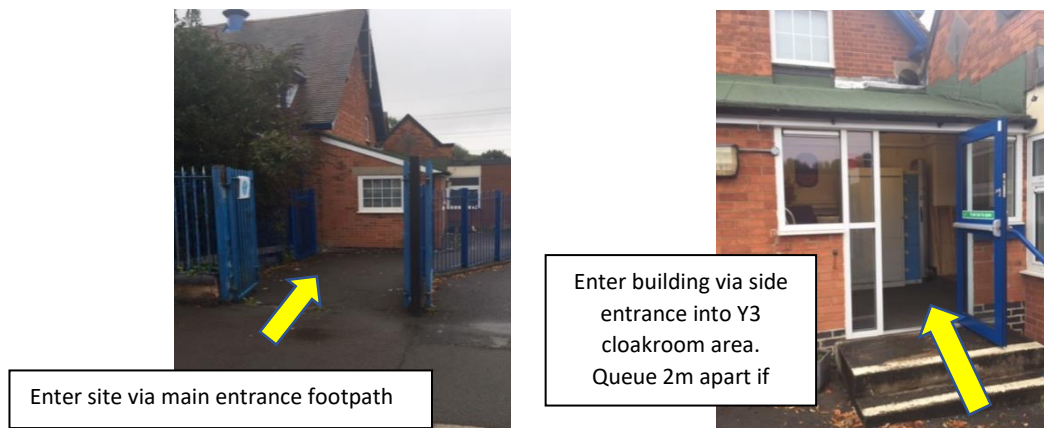 Enter site via main entrance footpath
Enter building via side
entrance into Y3
cloakroom area.
Queue 2m apart if